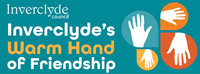 Inverclyde
council
Inverclyde's
Warm Hand
of Friendship